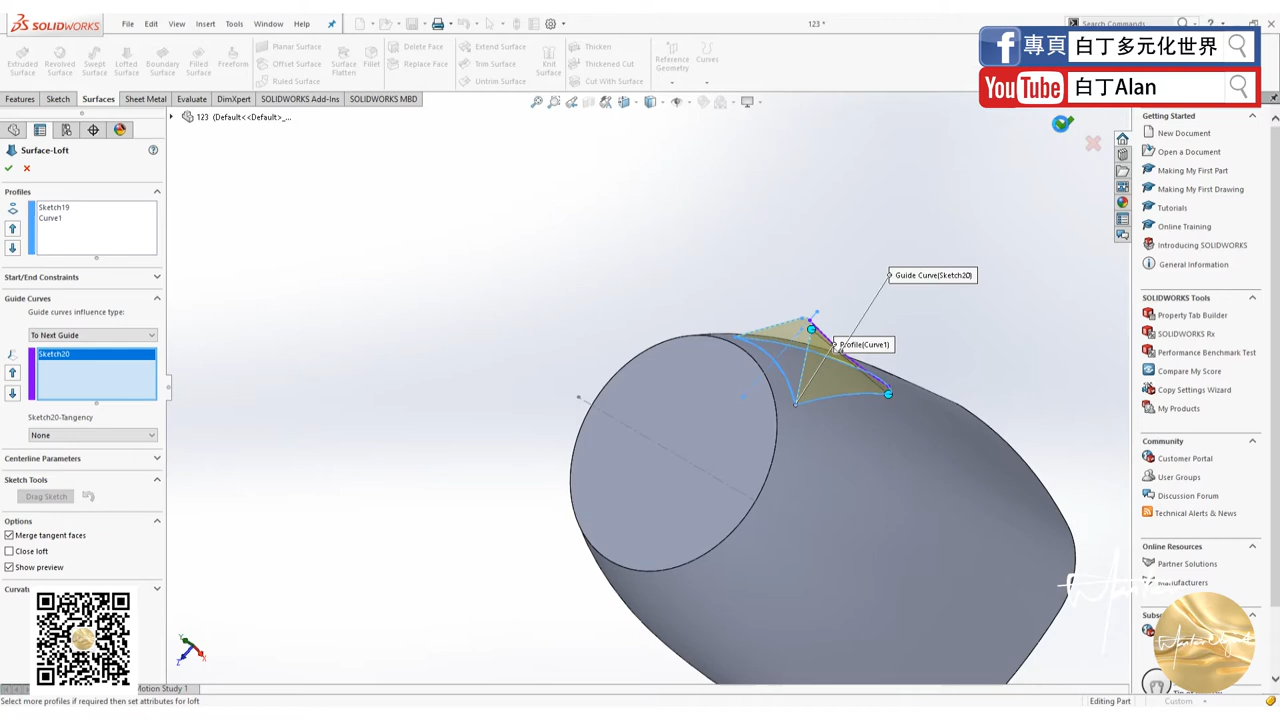 SOLIDWORKS
File Edit View Insert Tools Window Help
123 *
Search Commands
Extruded Surface
Revolved Surface
Swept Surface
Lofted Surface
Boundary Surface
Filled Surface
Freeform
Planar Surface
Offset Surface
Ruled Surface
Surface Flatten
Fillet
Delete Face
Replace Face
Extend Surface
Trim Surface
Untrim Surface
Knit Surface
Thicken
Thickened Cut
Cut With Surface
Reference Geometry
Curves
專頁 白丁多元化世界
YouTube 白丁Alan
Features Sketch Surfaces Sheet Metal Evaluate DimXpert SOLIDWORKS Add-Ins SOLIDWORKS MBD
123 (Default<<Default>_...
Surface-Loft
Profiles
Sketch19
Curve1
Start/End Constraints
Guide Curves
Guide curves influence type:
To Next Guide
Sketch20
Sketch20-Tangency
None
Centerline Parameters
Sketch Tools
Drag Sketch
Options
Merge tangent faces
Close loft
Show preview
Guide Curve(Sketch20)
Profile(Curve1)
Getting Started
New Document
Open a Document
Making My First Part
Making My First Drawing
Tutorials
Online Training
Introducing SOLIDWORKS
General Information
SOLIDWORKS Tools
Property Tab Builder
SOLIDWORKS Rx
Performance Benchmark Test
Compare My Score
Copy Settings Wizard
My Products
Community
Customer Portal
User Groups
Discussion Forum
Technical Alerts & News
Online Resources
Partner Solutions
Manufacturers
Motion Study 1
Select more profiles if required then set attributes for loft
Editing Part
Custom